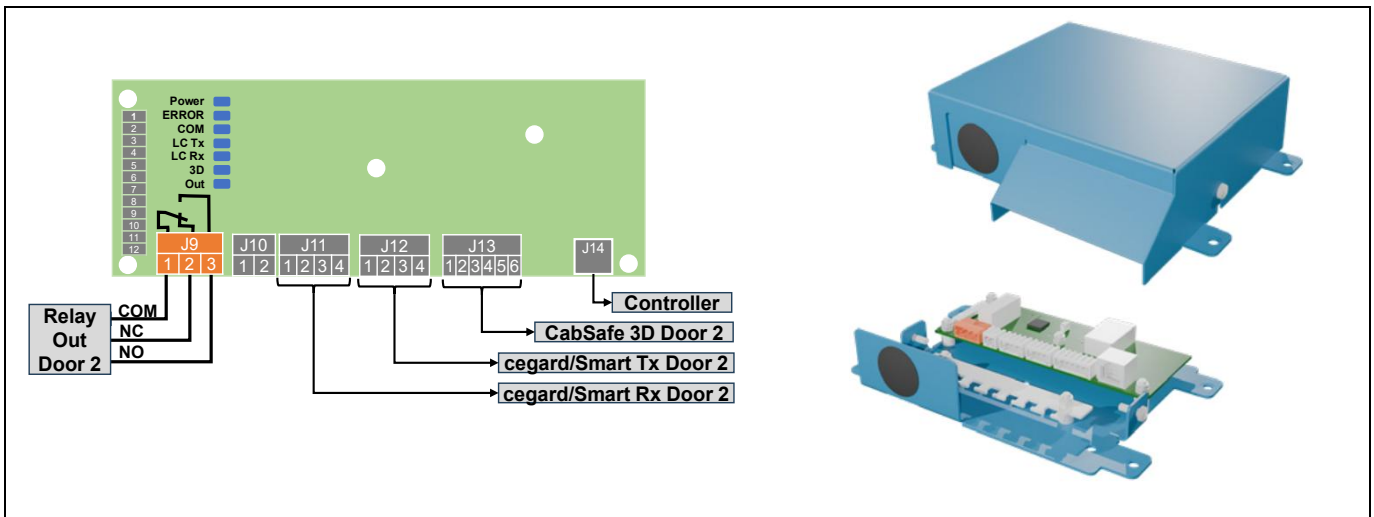 Power
ERROR
COM
LC Tx
LC Rx
3D
Out
1
2
3
4
5
6
7
8
9
10
11
12
J9
J10
J11
J12
J13
J14
1 2 3
1 2
1 2 3 4
1 2 3 4
1 2 3 4 5 6
Relay
Out
Door 2
COM
NC
NO
Controller
CabSafe 3D Door 2
cegard/Smart Tx Door 2
cegard/Smart Rx Door 2